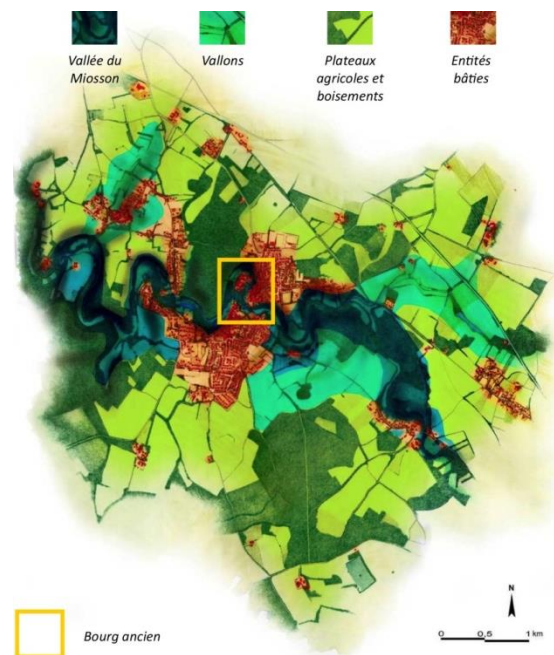 Vallée du
Miosson
Vallons
Plateaux
agricoles et
boisements
Entités
bâties
Bourg ancien
N
0 0,5 1 km